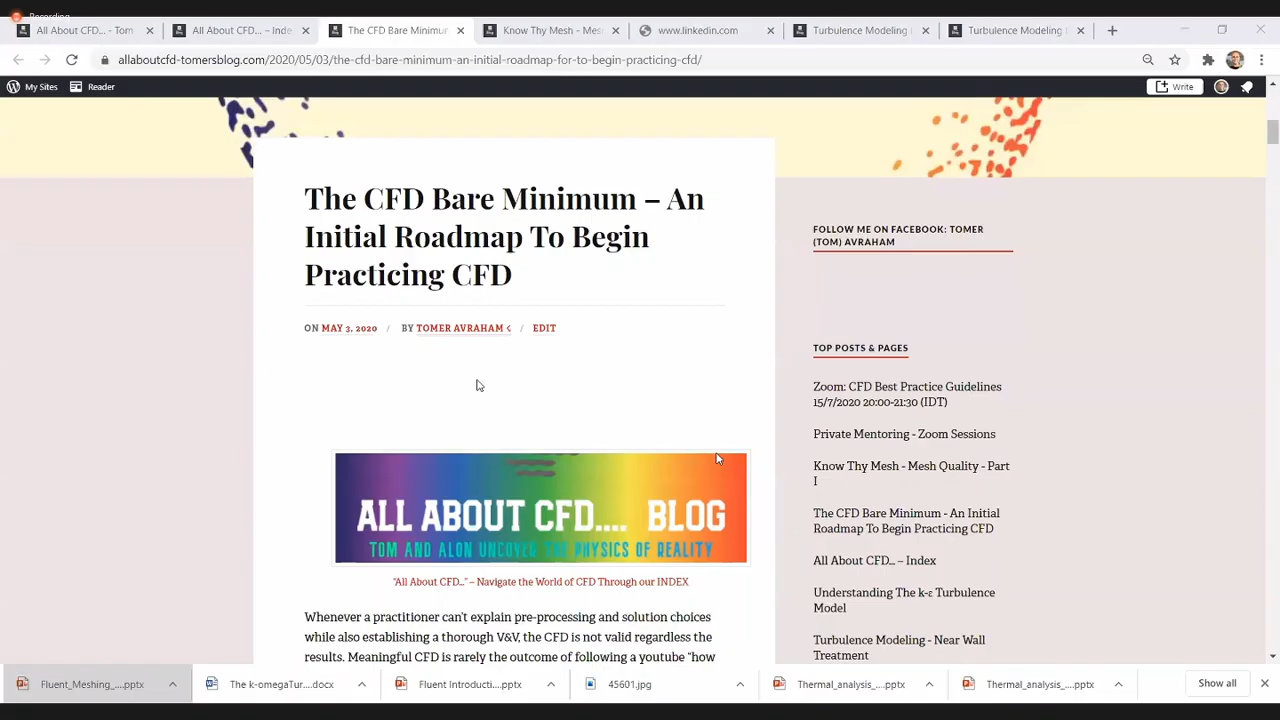 Recording
All About CFD... - Tom
All About CFD... – Inde
The CFD Bare Minimum
Know Thy Mesh - Mes
www.linkedin.com
Turbulence Modeling
Turbulence Modeling
allaboutcfd-tomersblog.com/2020/05/03/the-cfd-bare-minimum-an-initial-roadmap-for-to-begin-practicing-cfd/
My Sites
Reader
Write
The CFD Bare Minimum – An
Initial Roadmap To Begin
Practicing CFD
ON MAY 3, 2020 / BY TOMER AVRAHAM / EDIT
ALL ABOUT CFD.... BLOG
TOM AND ALON UNCOVER THE PHYSICS OF REALITY
“All About CFD...” – Navigate the World of CFD Through our INDEX
Whenever a practitioner can’t explain pre-processing and solution choices
while also establishing a thorough V&V, the CFD is not valid regardless the
results. Meaningful CFD is rarely the outcome of following a youtube “how
FOLLOW ME ON FACEBOOK: TOMER
(TOM) AVRAHAM
TOP POSTS & PAGES
Zoom: CFD Best Practice Guidelines
15/7/2020 20:00-21:30 (IDT)
Private Mentoring - Zoom Sessions
Know Thy Mesh - Mesh Quality - Part
I
The CFD Bare Minimum - An Initial
Roadmap To Begin Practicing CFD
All About CFD... – Index
Understanding The k-ε Turbulence
Model
Turbulence Modeling - Near Wall
Treatment
Fluent_Meshing_....pptx
The k-omegaTur....docx
Fluent Introducti....pptx
45601.jpg
Thermal_analysis_....pptx
Thermal_analysis_....pptx
Show all